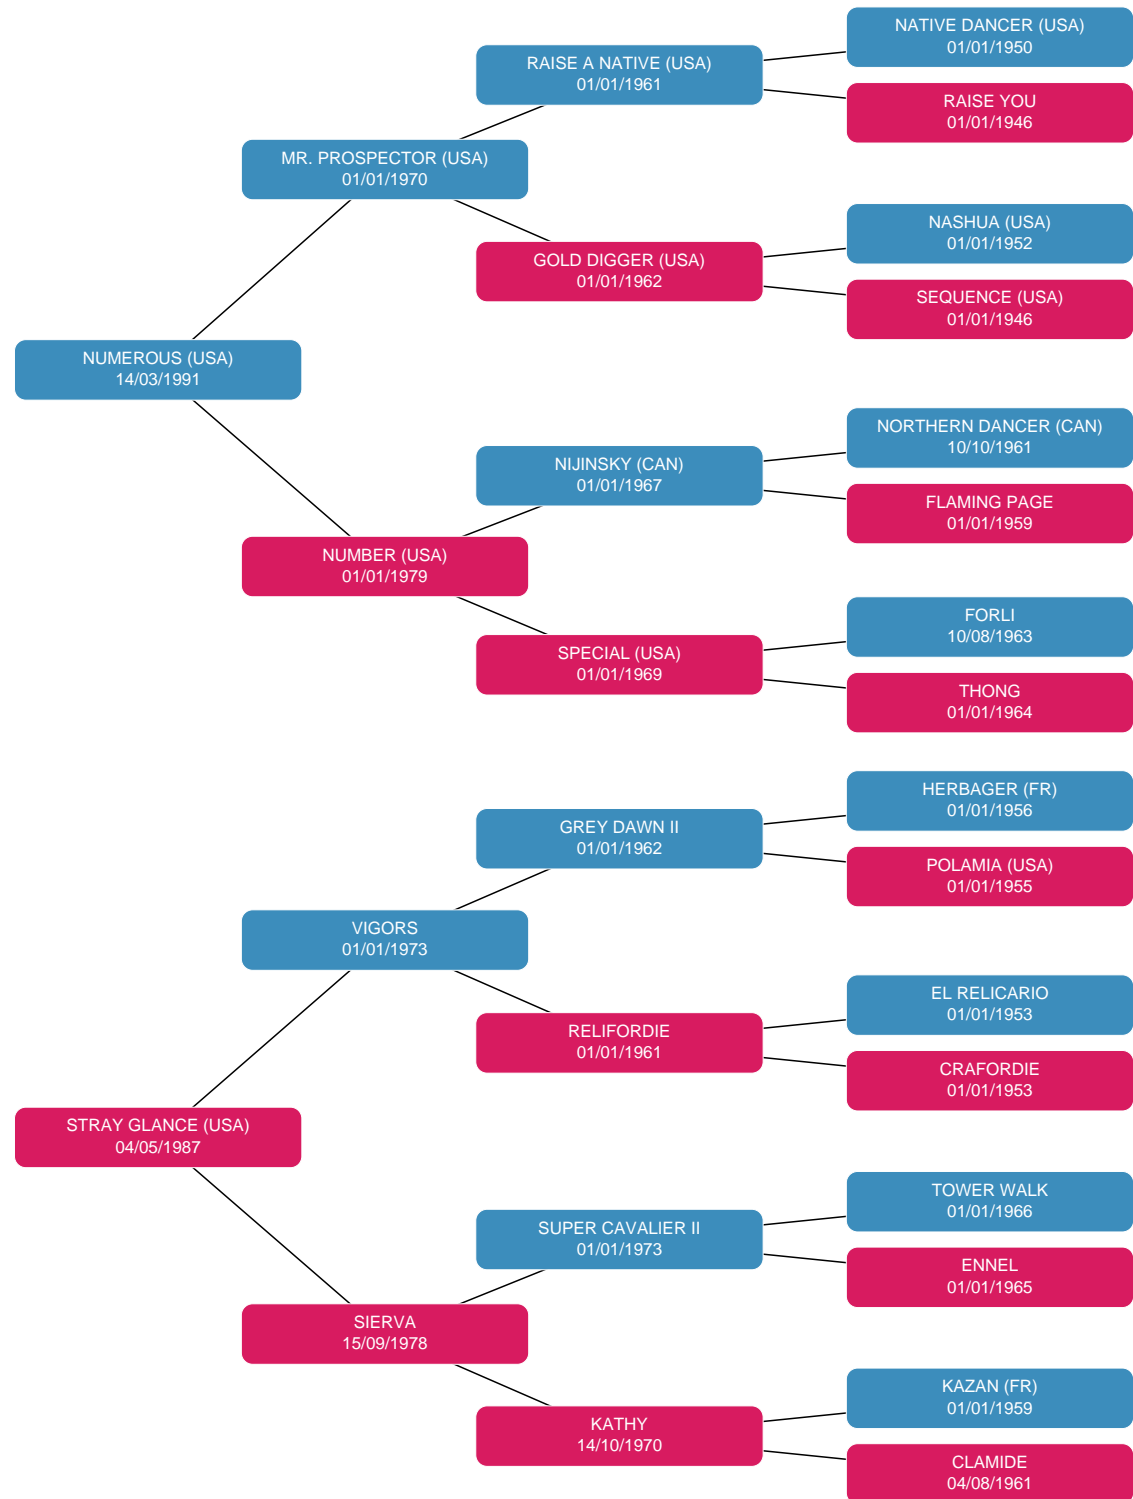 NATIVE DANCER (USA)
01/01/1950
RAISE A NATIVE (USA)
01/01/1961
RAISE YOU
01/01/1946
MR. PROSPECTOR (USA)
01/01/1970
NASHUA (USA)
01/01/1952
GOLD DIGGER (USA)
01/01/1962
SEQUENCE (USA)
01/01/1946
NUMEROUS (USA)
14/03/1991
NORTHERN DANCER (CAN)
10/10/1961
NIJINSKY (CAN)
01/01/1967
FLAMING PAGE
01/01/1959
NUMBER (USA)
01/01/1979
FORLI
10/08/1963
SPECIAL (USA)
01/01/1969
THONG
01/01/1964
HERBAGER (FR)
01/01/1956
GREY DAWN II
01/01/1962
POLAMIA (USA)
01/01/1955
VIGORS
01/01/1973
EL RELICARIO
01/01/1953
RELIFORDIE
01/01/1961
CRAFORDIE
01/01/1953
STRAY GLANCE (USA)
04/05/1987
TOWER WALK
01/01/1966
SUPER CAVALIER II
01/01/1973
ENNEL
01/01/1965
SIERVA
15/09/1978
KAZAN (FR)
01/01/1959
KATHY
14/10/1970
CLAMIDE
04/08/1961